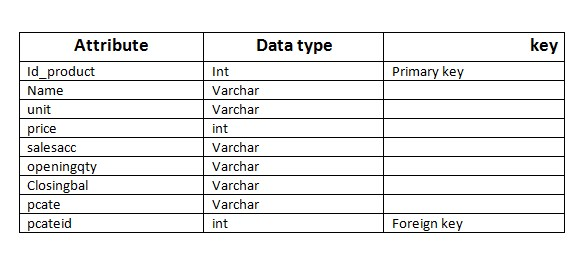 Attribute Data type key
Id_product Int Primary key
Name Varchar
unit Varchar
price int
salesacc Varchar
openingqty Varchar
Closingbal Varchar
pcate Varchar
pcateid int Foreign key